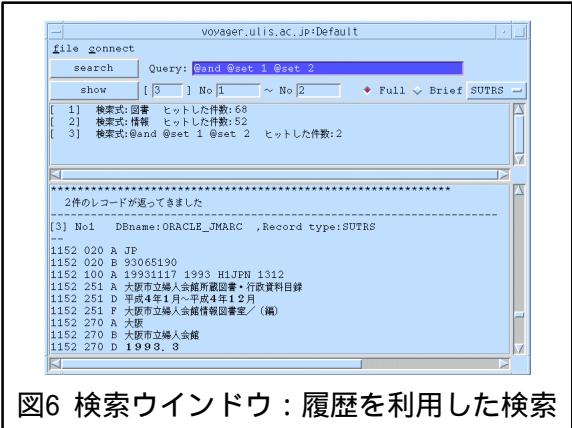 voyager.ulis.ac.jp:Default
file connect
search Query: @and @set 1 @set 2
show [ 3 ] No 1 ~ No 2 Full Brief SUTRS
[ 1] 検索式:図書 ヒットした件数:68
[ 2] 検索式:情報 ヒットした件数:52
[ 3] 検索式:@and @set 1 @set 2 ヒットした件数:2
******************************************************************
2件のレコードが返ってきました
------------------------------------------------------------------
[3] No1 DBname:ORACLE_JMARC ,Record type:SUTRS
--
1152 020 A JP
1152 020 B 93065190
1152 100 A 19931117 1993 H1JPN 1312
1152 251 A 大阪市立婦人会館所蔵図書・行政資料目録
1152 251 D 平成4年1月~平成4年12月
1152 251 F 大阪市立婦人会館情報図書室/(編)
1152 270 A 大阪
1152 270 B 大阪市立婦人会館
1152 270 D 1993.3
図6 検索ウインドウ:履歴を利用した検索